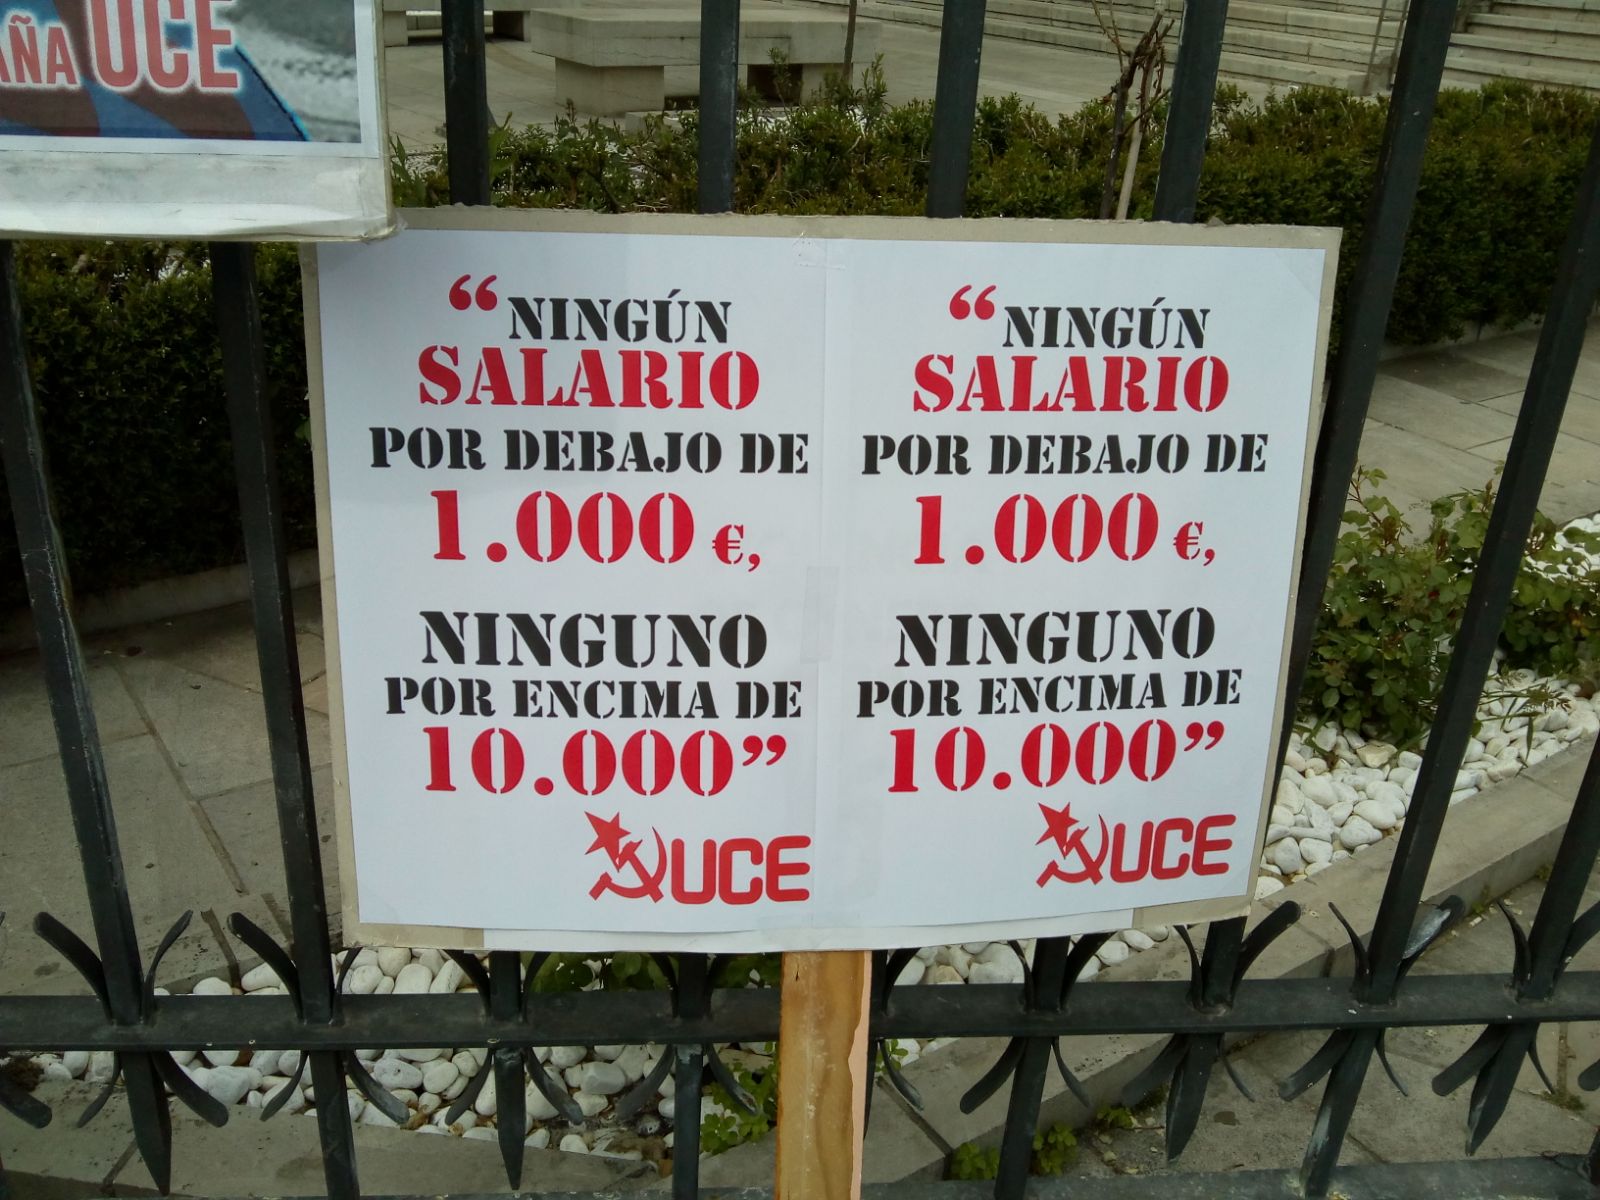 AÑA UCE
“NINGÚN
SALARIO
POR DEBAJO DE
1.000 €,
NINGUNO
POR ENCIMA DE
10.000”
UCE
“NINGÚN
SALARIO
POR DEBAJO DE
1.000 €,
NINGUNO
POR ENCIMA DE
10.000”
UCE